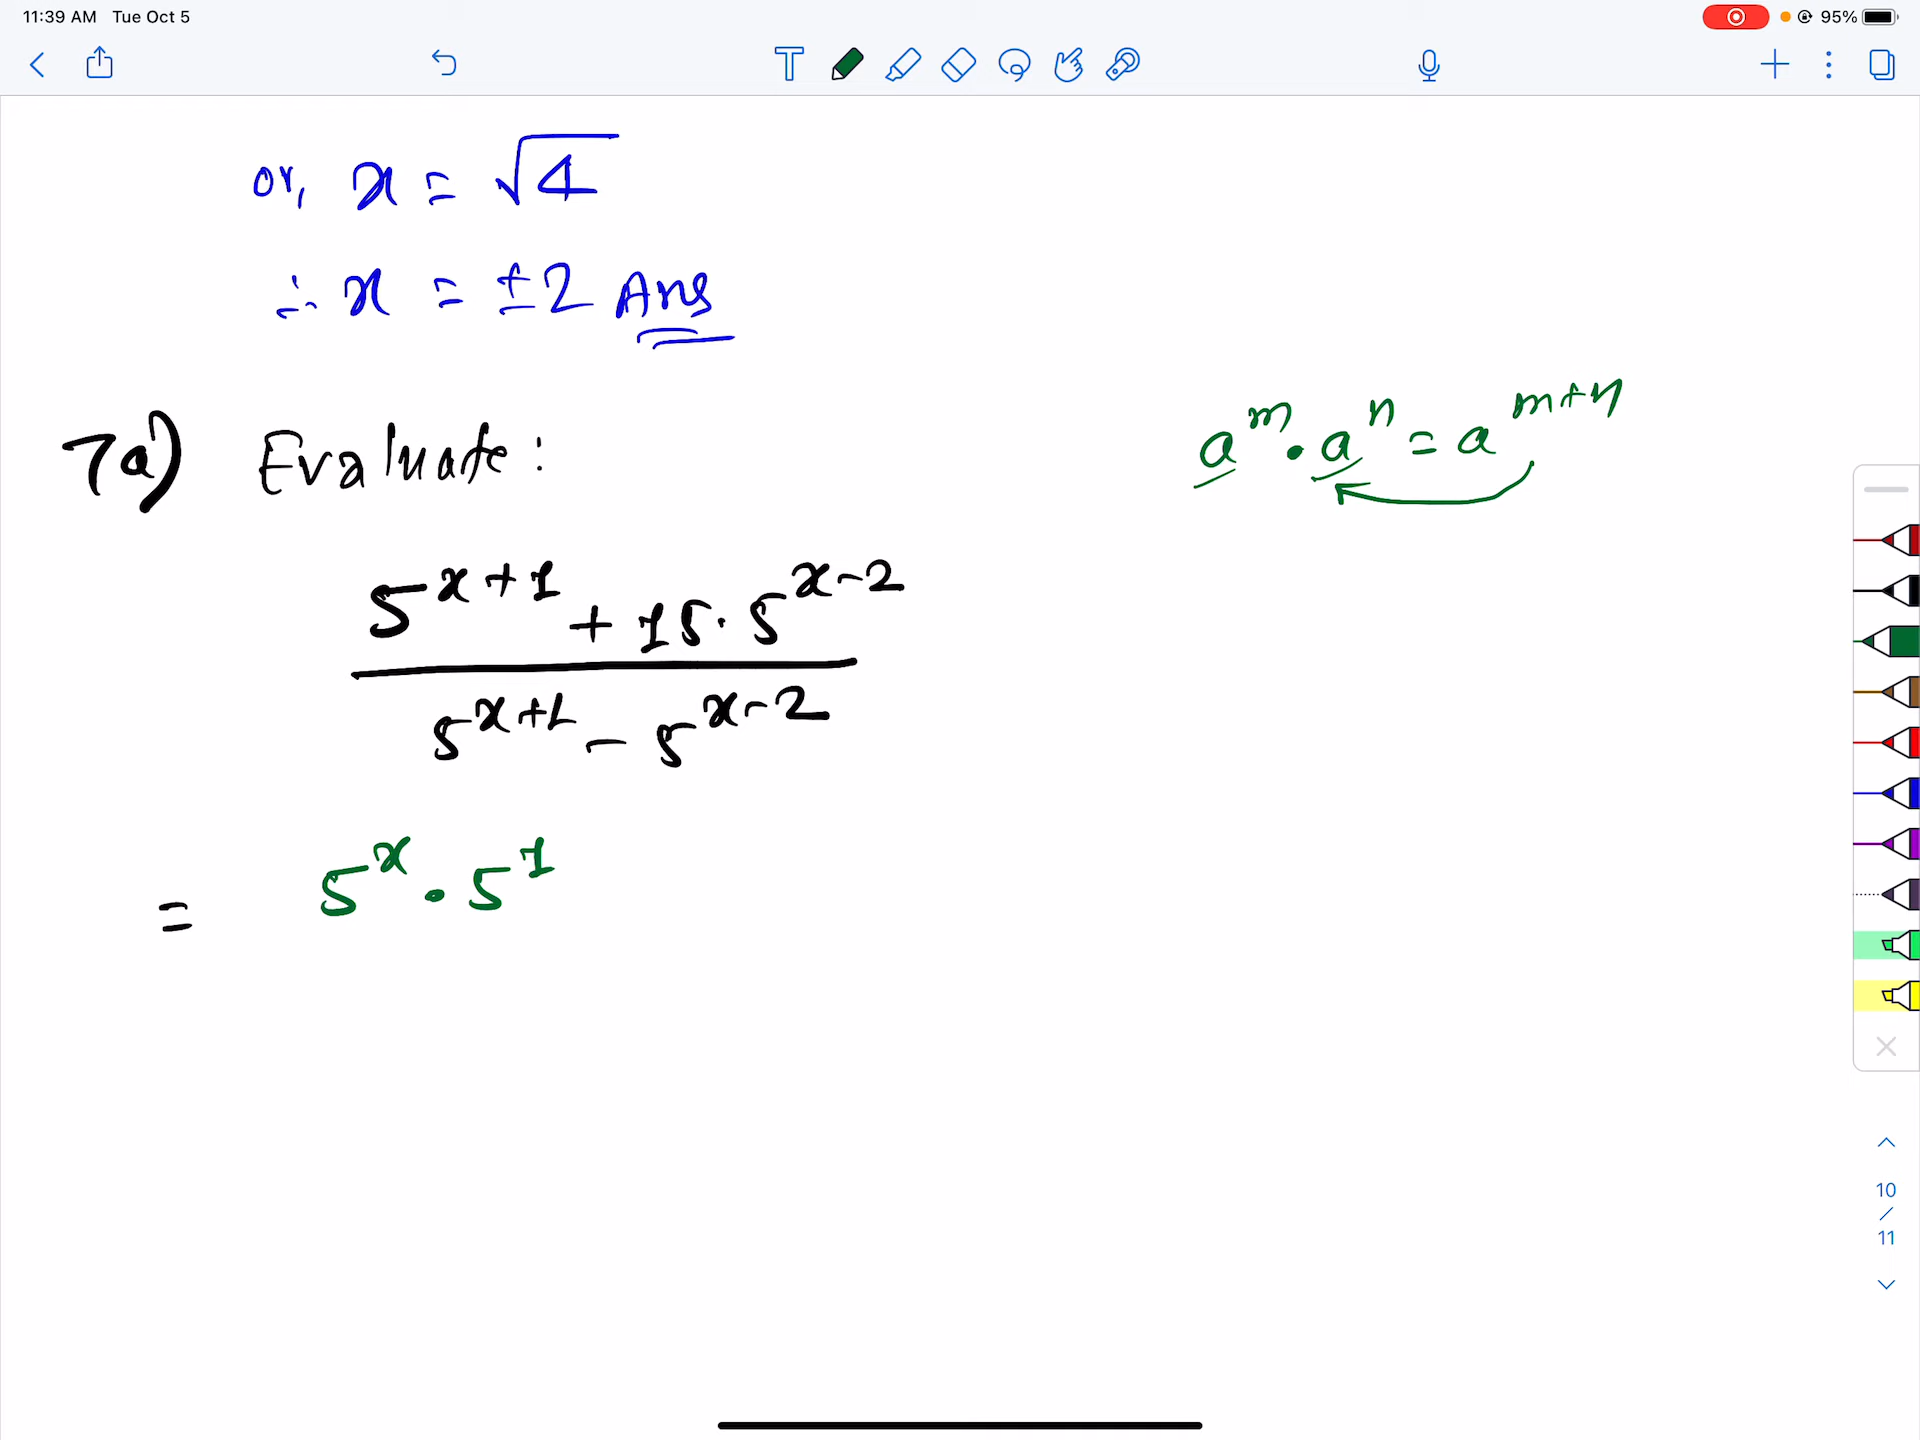 11:39 AM Tue Oct 5 95%
or, x = √4
∴ x = ±2 Ans
7a) Evaluate:
a^m · a^n = a^(m+n)
5^(x+1) + 15 · 5^(x-2)
5^(x+1) - 5^(x-2)
= 5^x · 5^1
10
/
11